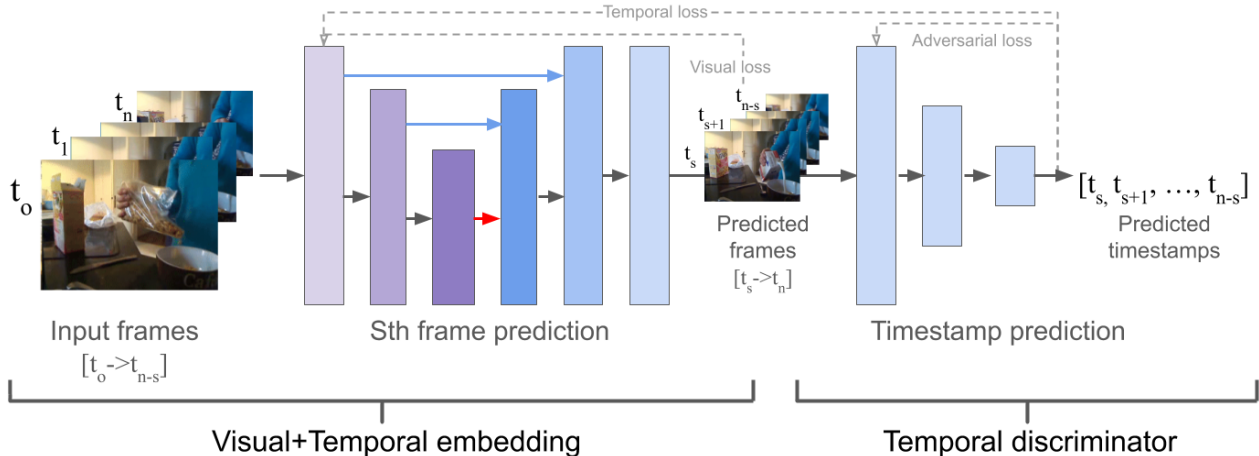 Temporal loss
Adversarial loss
Visual loss
t_n
t_1
t_o
t_n-s
t_s+1
t_s
[t_s, t_s+1, ..., t_n-s]
Predicted frames
[t_s->t_n]
Predicted timestamps
Input frames
[t_o->t_n-s]
Sth frame prediction
Timestamp prediction
Visual+Temporal embedding
Temporal discriminator